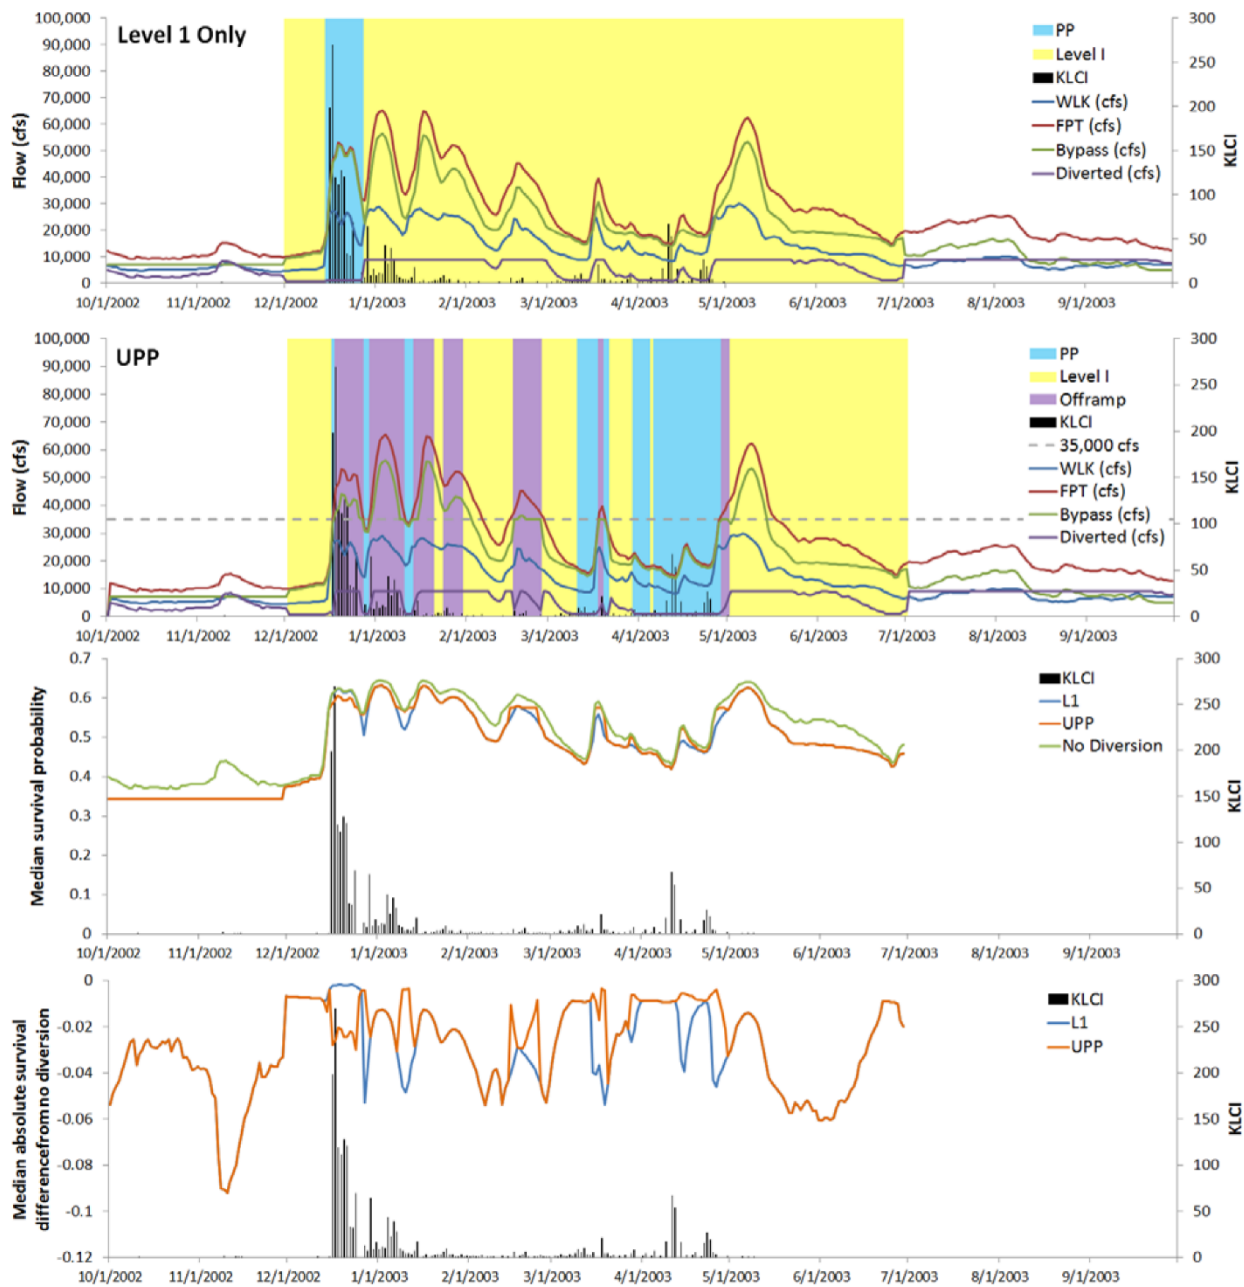 Level 1 Only
Flow (cfs)
100,000
90,000
80,000
70,000
60,000
50,000
40,000
30,000
20,000
10,000
0
10/1/2002 11/1/2002 12/1/2002 1/1/2003 2/1/2003 3/1/2003 4/1/2003 5/1/2003 6/1/2003 7/1/2003 8/1/2003 9/1/2003
300
250
200
150
100
50
0
KLCI
PP
Level I
KLCI
WLK (cfs)
FPT (cfs)
Bypass (cfs)
Diverted (cfs)
UPP
Flow (cfs)
100,000
90,000
80,000
70,000
60,000
50,000
40,000
30,000
20,000
10,000
0
10/1/2002 11/1/2002 12/1/2002 1/1/2003 2/1/2003 3/1/2003 4/1/2003 5/1/2003 6/1/2003 7/1/2003 8/1/2003 9/1/2003
300
250
200
150
100
50
0
KLCI
PP
Level I
Offramp
KLCI
35,000 cfs
WLK (cfs)
FPT (cfs)
Bypass (cfs)
Diverted (cfs)
Median survival probability
0.7
0.6
0.5
0.4
0.3
0.2
0.1
0
10/1/2002 11/1/2002 12/1/2002 1/1/2003 2/1/2003 3/1/2003 4/1/2003 5/1/2003 6/1/2003 7/1/2003 8/1/2003 9/1/2003
300
250
200
150
100
50
0
KLCI
KLCI
L1
UPP
No Diversion
Median absolute survival
differencefrom no diversion
0
-0.02
-0.04
-0.06
-0.08
-0.1
-0.12
10/1/2002 11/1/2002 12/1/2002 1/1/2003 2/1/2003 3/1/2003 4/1/2003 5/1/2003 6/1/2003 7/1/2003 8/1/2003 9/1/2003
300
250
200
150
100
50
0
KLCI
KLCI
L1
UPP